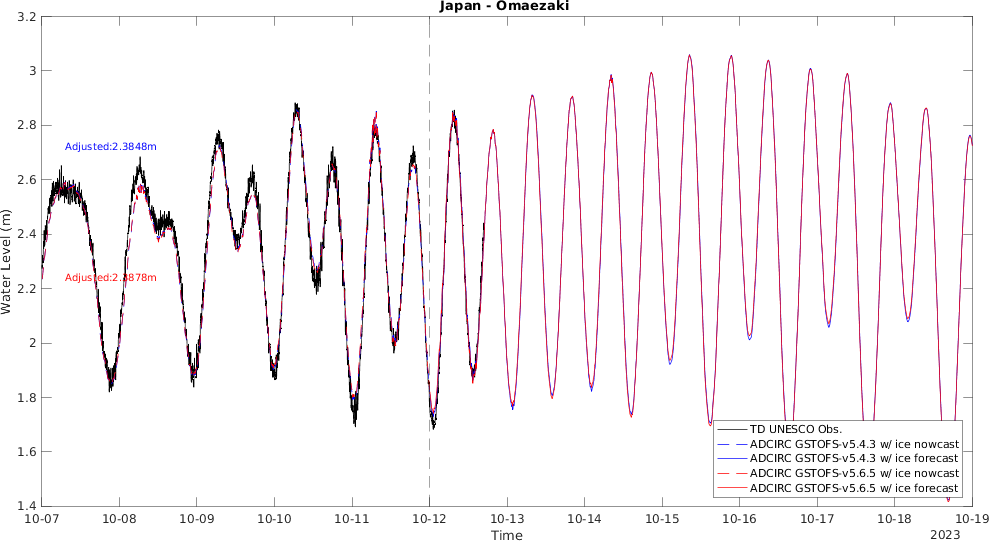 Japan - Omaezaki
3.2
3
2.8
2.6
2.4
2.2
2
1.8
1.6
1.4
Water Level (m)
Adjusted:2.3848m
Adjusted:2.3878m
TD UNESCO Obs.
ADCIRC GSTOFS-v5.4.3 w/ ice nowcast
ADCIRC GSTOFS-v5.4.3 w/ ice forecast
ADCIRC GSTOFS-v5.6.5 w/ ice nowcast
ADCIRC GSTOFS-v5.6.5 w/ ice forecast
10-07 10-08 10-09 10-10 10-11 10-12 10-13 10-14 10-15 10-16 10-17 10-18 10-19
Time
2023